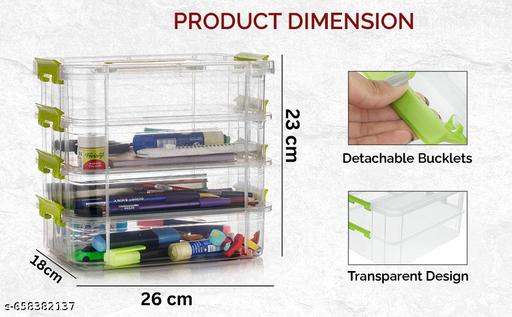 PRODUCT DIMENSION
23 cm
Detachable Bucklets
18cm
26 cm
Transparent Design
s-658382137